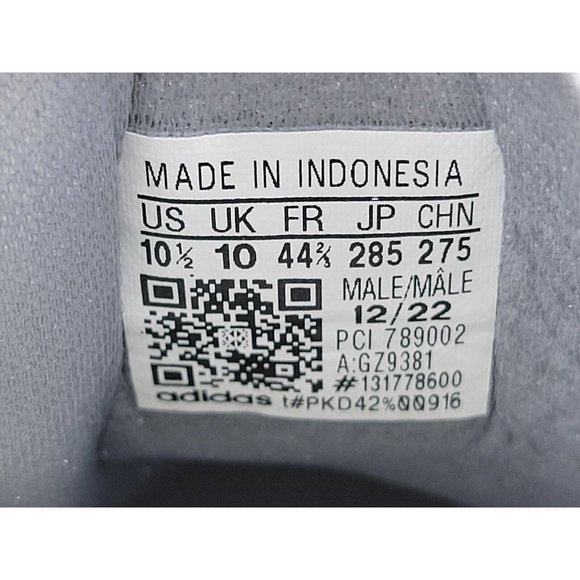 MADE IN INDONESIA
US UK FR JP CHN
10½ 10 44⅔ 285 275
MALE/MÂLE
12/22
PCI 789002
A:GZ9381
#131778600
adidas t#PKD42%00916